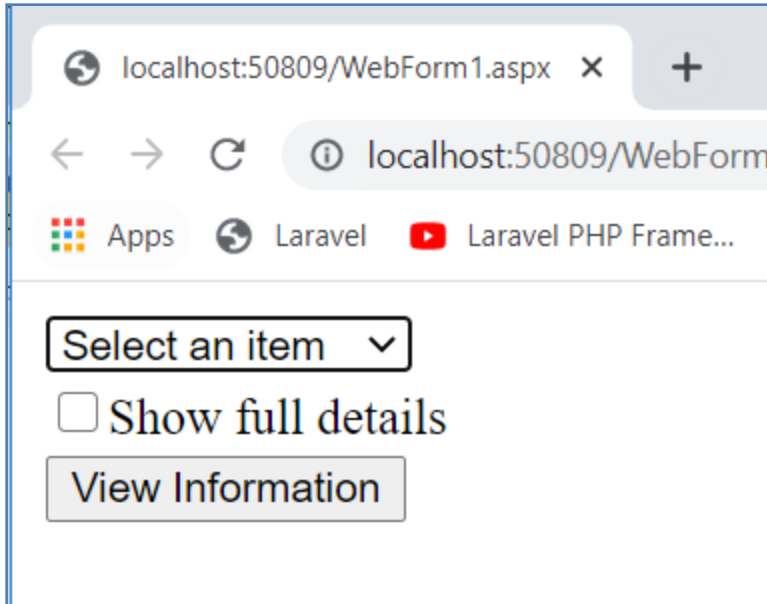 localhost:50809/WebForm1.aspx
localhost:50809/WebForm
Apps Laravel Laravel PHP Frame...
Select an item
Show full details
View Information